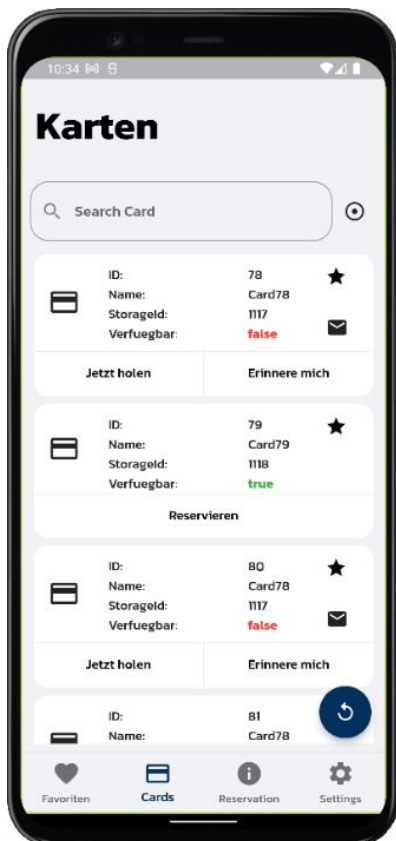 10:34
Karten
Search Card
ID: 78
Name: Card78
StorageId: 1117
Verfuegbar: false
Jetzt holen Erinnere mich
ID: 79
Name: Card79
StorageId: 1118
Verfuegbar: true
Reservieren
ID: 80
Name: Card78
StorageId: 1117
Verfuegbar: false
Jetzt holen Erinnere mich
ID: 81
Name: Card78
Favoriten Cards Reservation Settings